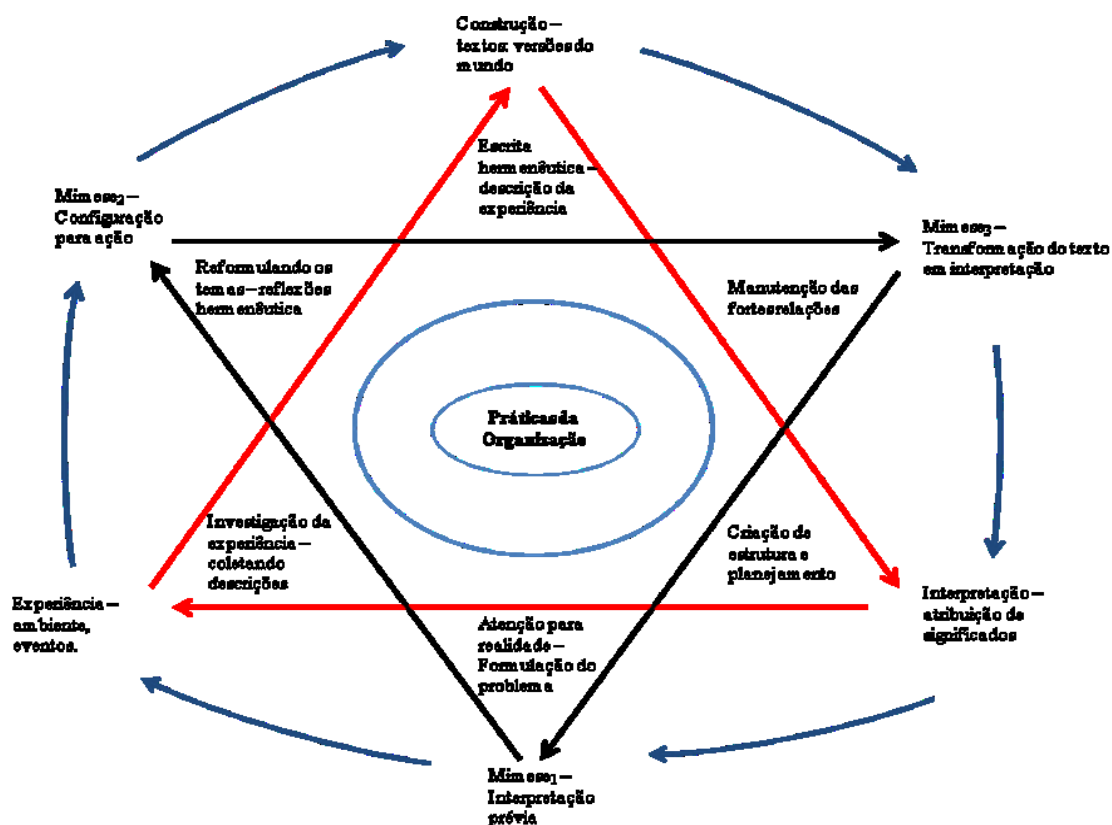 Construção –
textos: versões do
mundo
Escrita
hermenêutica –
descrição da
experiência
Mimese2 –
Configuração
para ação
Mimese3 –
Transformação do texto
em interpretação
Reformulando os
temas – reflexões
hermenêutica
Manutenção das
fortes relações
Práticas da
Organização
Investigação da
experiência –
coletando
descrições
Criação de
estrutura e
planejamento
Experiência –
ambiente,
eventos.
Interpretação –
atribuição de
significados
Atenção para
realidade –
Formulação do
problema
Mimese1 –
Interpretação
prévia